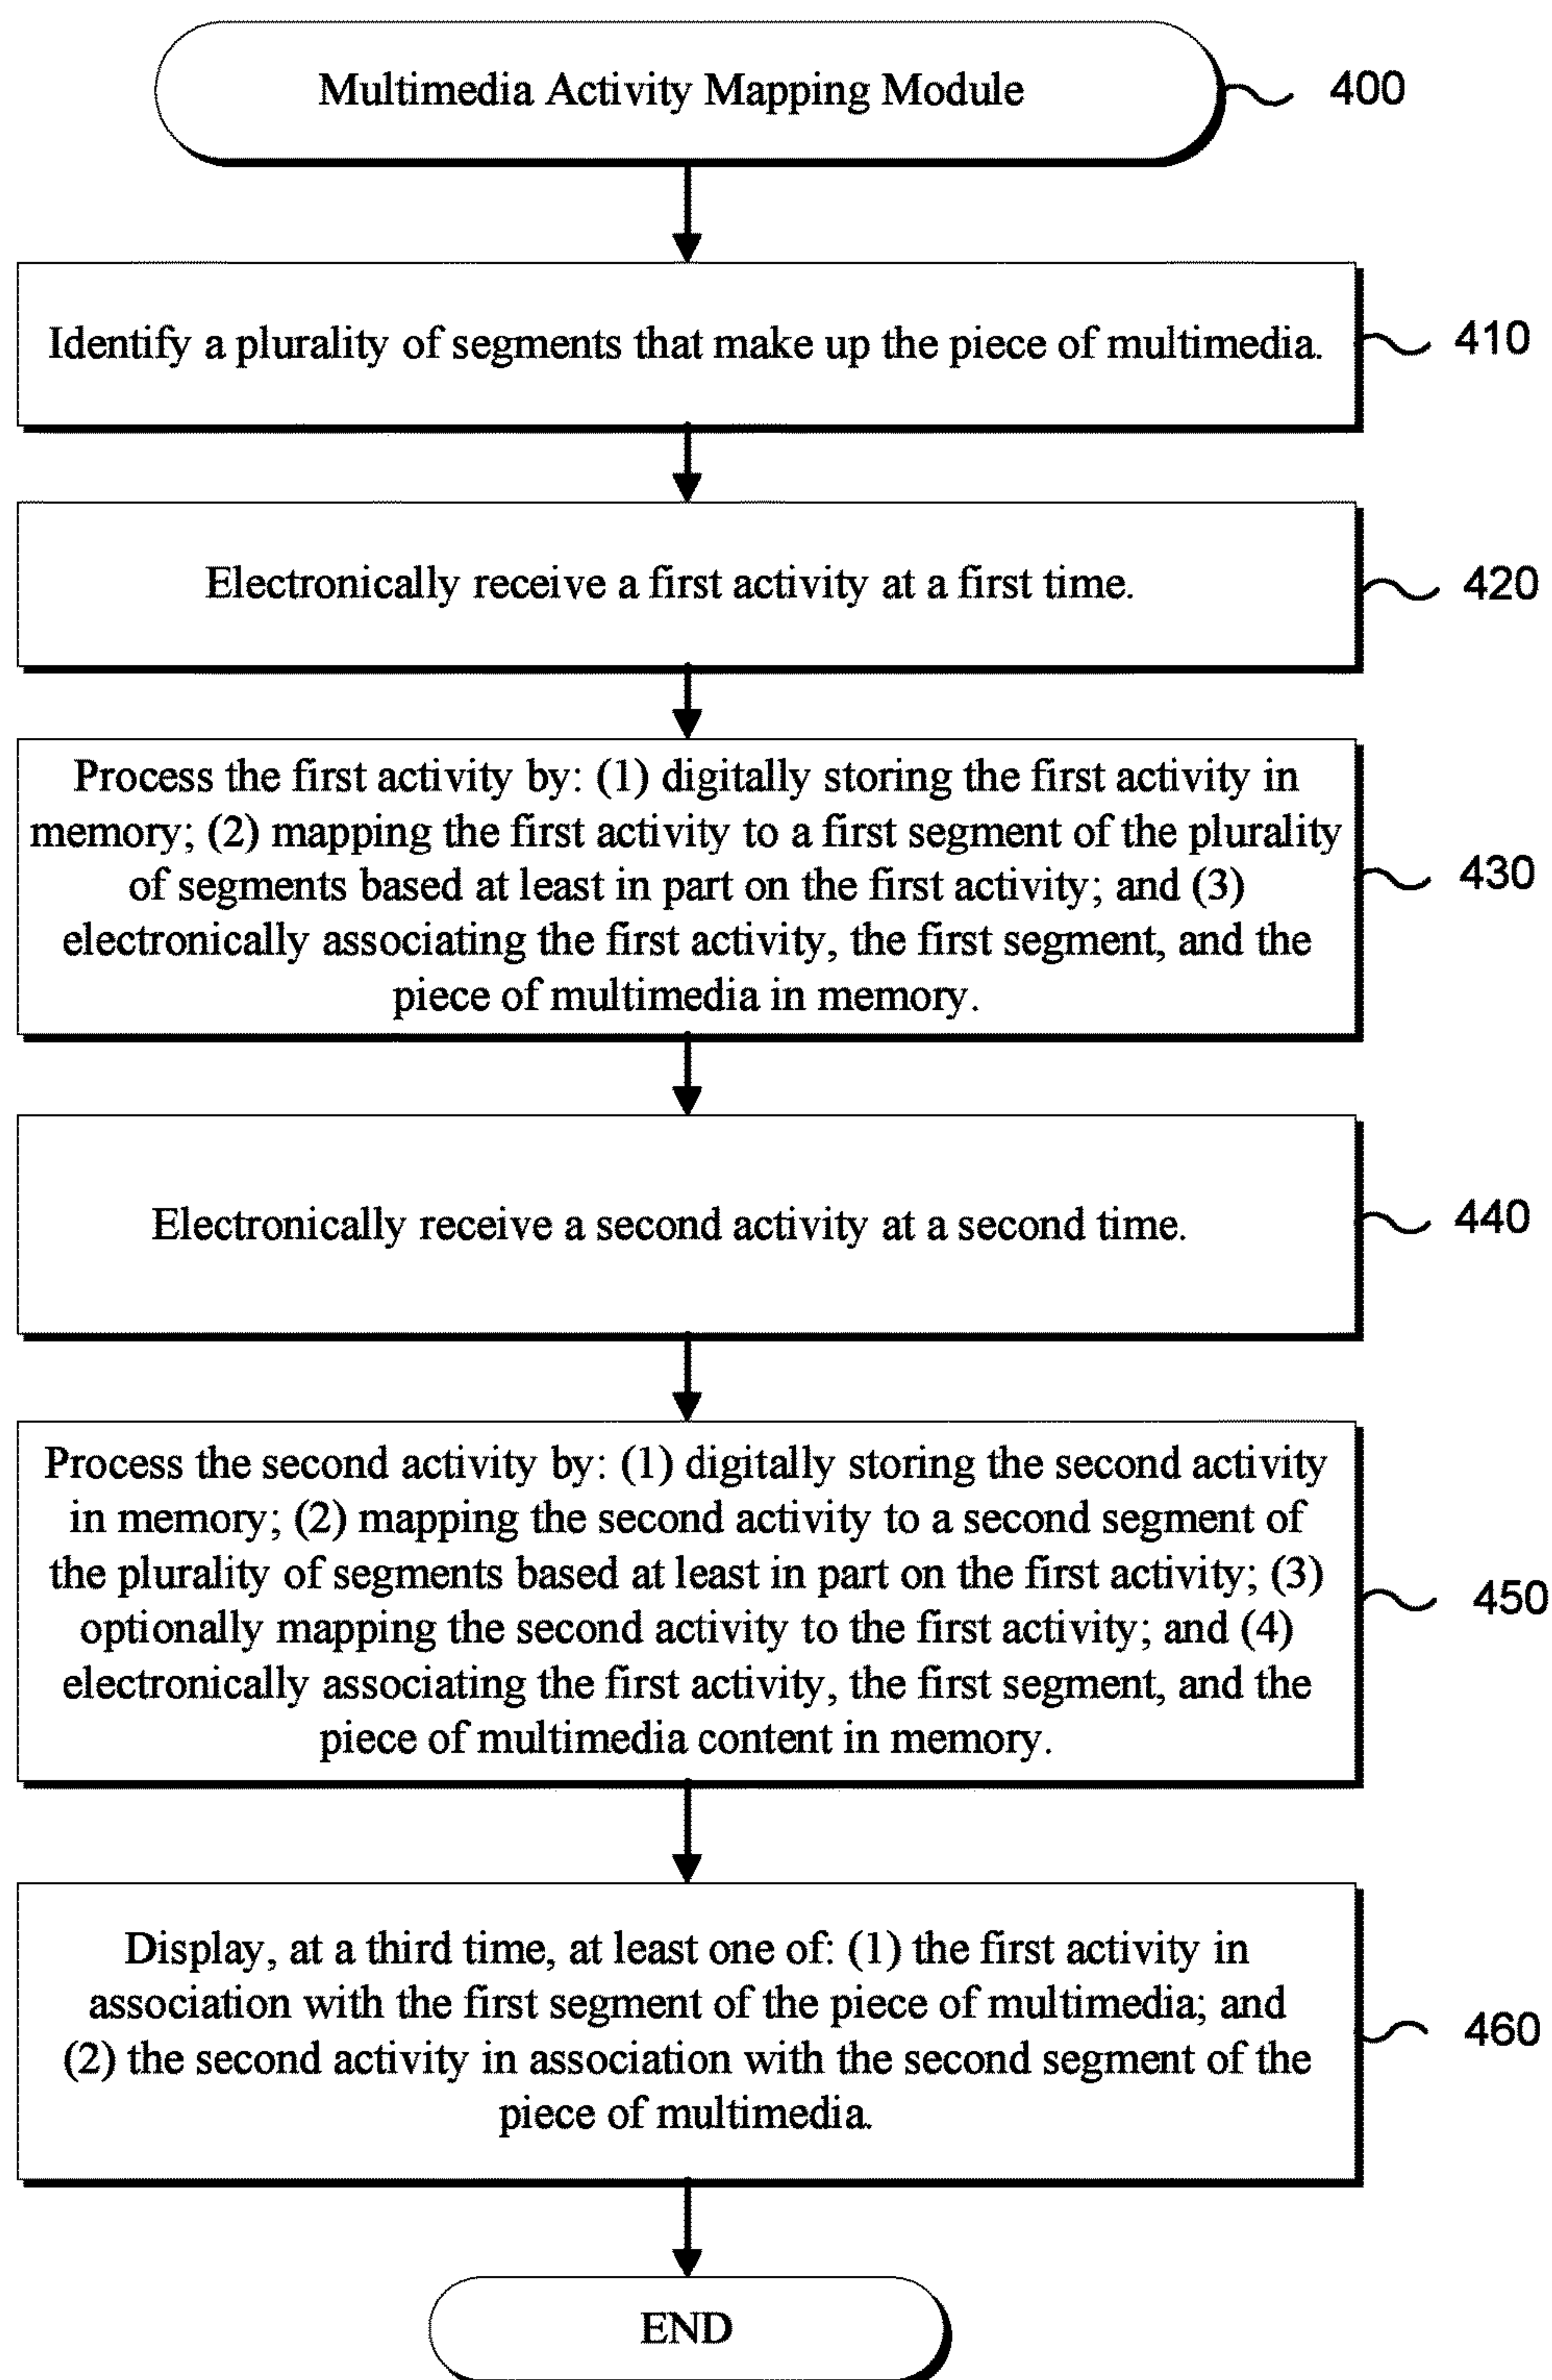 Multimedia Activity Mapping Module
400
Identify a plurality of segments that make up the piece of multimedia.
410
Electronically receive a first activity at a first time.
420
Process the first activity by: (1) digitally storing the first activity in
memory; (2) mapping the first activity to a first segment of the plurality
of segments based at least in part on the first activity; and (3)
electronically associating the first activity, the first segment, and the
piece of multimedia in memory.
430
Electronically receive a second activity at a second time.
440
Process the second activity by: (1) digitally storing the second activity
in memory; (2) mapping the second activity to a second segment of
the plurality of segments based at least in part on the first activity; (3)
optionally mapping the second activity to the first activity; and (4)
electronically associating the first activity, the first segment, and the
piece of multimedia content in memory.
450
Display, at a third time, at least one of: (1) the first activity in
association with the first segment of the piece of multimedia; and
(2) the second activity in association with the second segment of the
piece of multimedia.
460
END